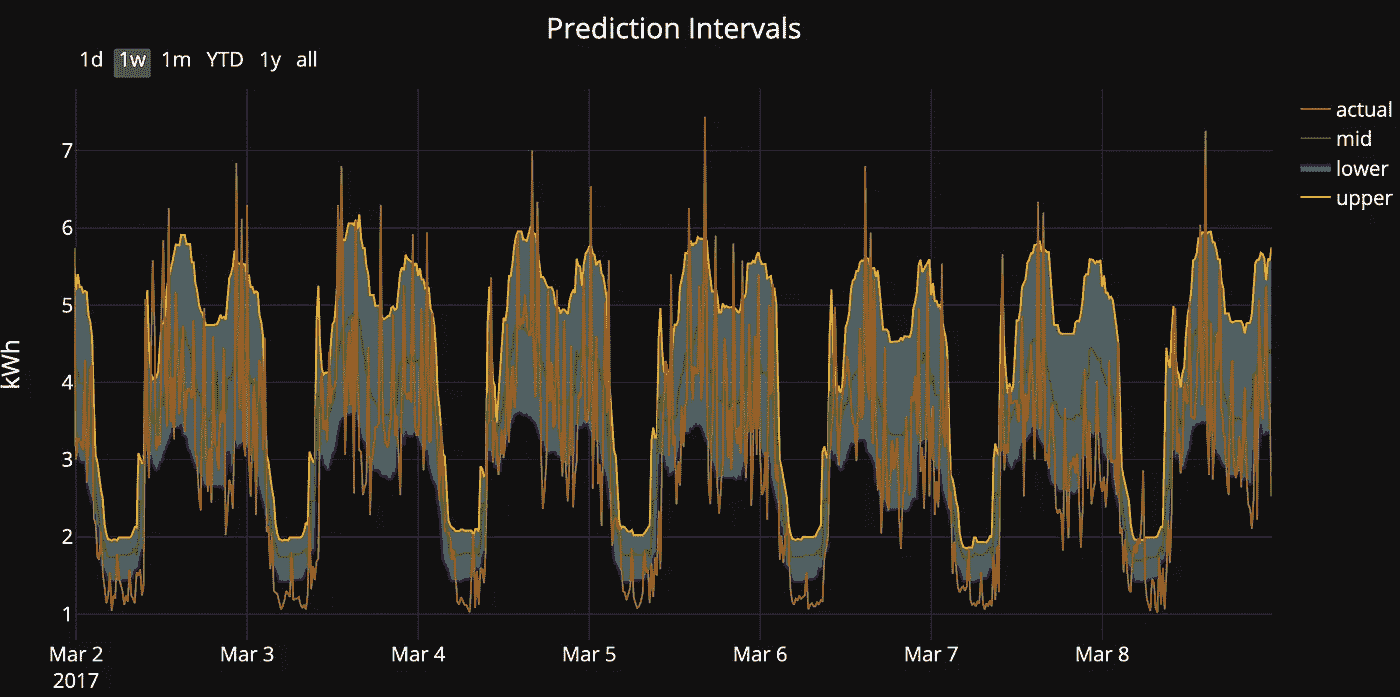 Prediction Intervals
1d 1w 1m YTD 1y all
actual
mid
lower
upper
7
6
5
4
3
2
1
kWh
Mar 2 Mar 3 Mar 4 Mar 5 Mar 6 Mar 7 Mar 8
2017